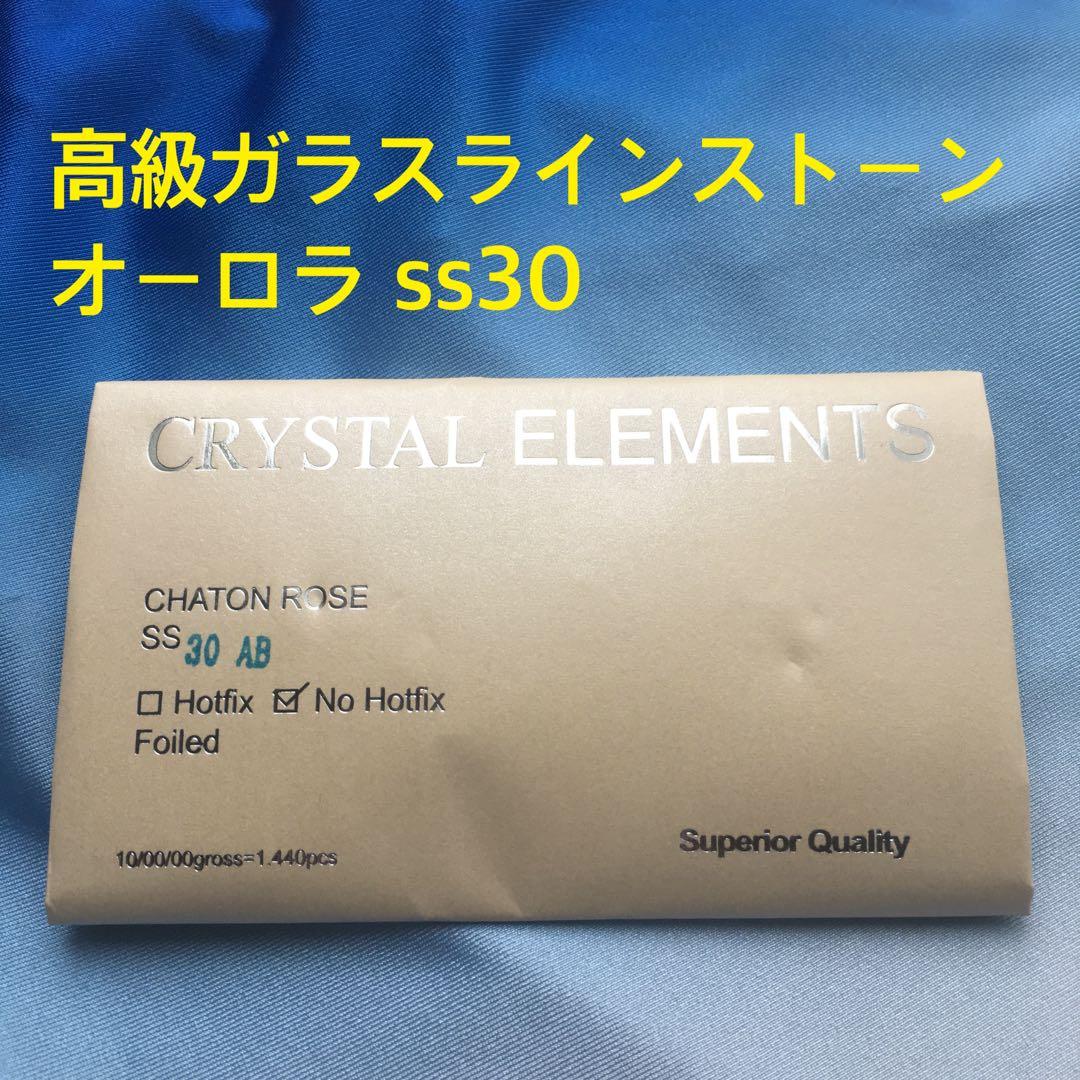 高級ガラスラインストーン
オーロラ ss30
CRYSTAL ELEMENTS
CHATON ROSE
SS 30 AB
Hotfix No Hotfix
Foiled
10/00/00gross=1.440pcs
Superior Quality